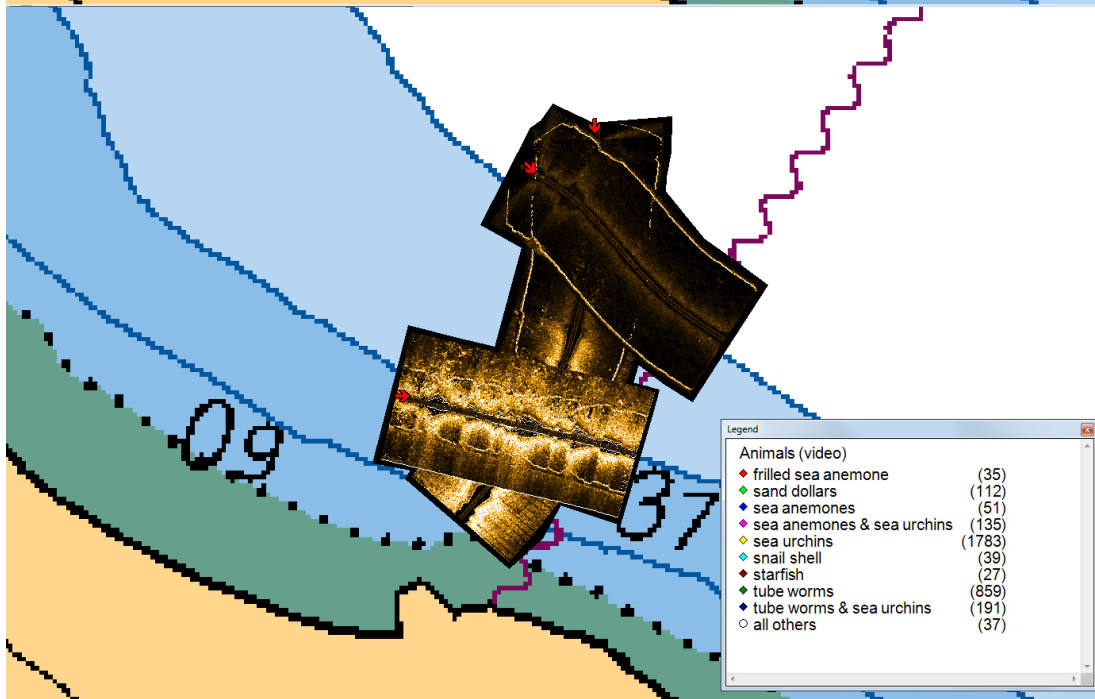 09
37
Legend
Animals (video)
frilled sea anemone (35)
sand dollars (112)
sea anemones (51)
sea anemones & sea urchins (135)
sea urchins (1783)
snail shell (39)
starfish (27)
tube worms (859)
tube worms & sea urchins (191)
all others (37)